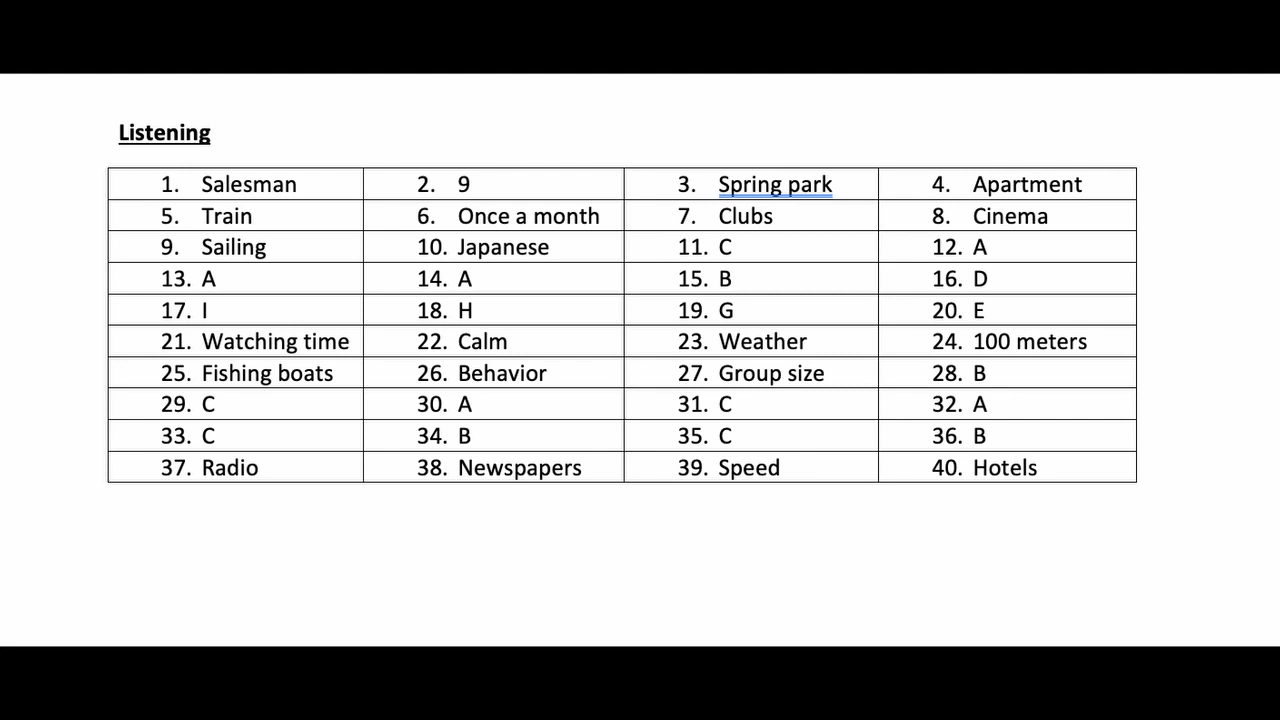 Listening
1. Salesman 2. 9 3. Spring park 4. Apartment
5. Train 6. Once a month 7. Clubs 8. Cinema
9. Sailing 10. Japanese 11. C 12. A
13. A 14. A 15. B 16. D
17. I 18. H 19. G 20. E
21. Watching time 22. Calm 23. Weather 24. 100 meters
25. Fishing boats 26. Behavior 27. Group size 28. B
29. C 30. A 31. C 32. A
33. C 34. B 35. C 36. B
37. Radio 38. Newspapers 39. Speed 40. Hotels